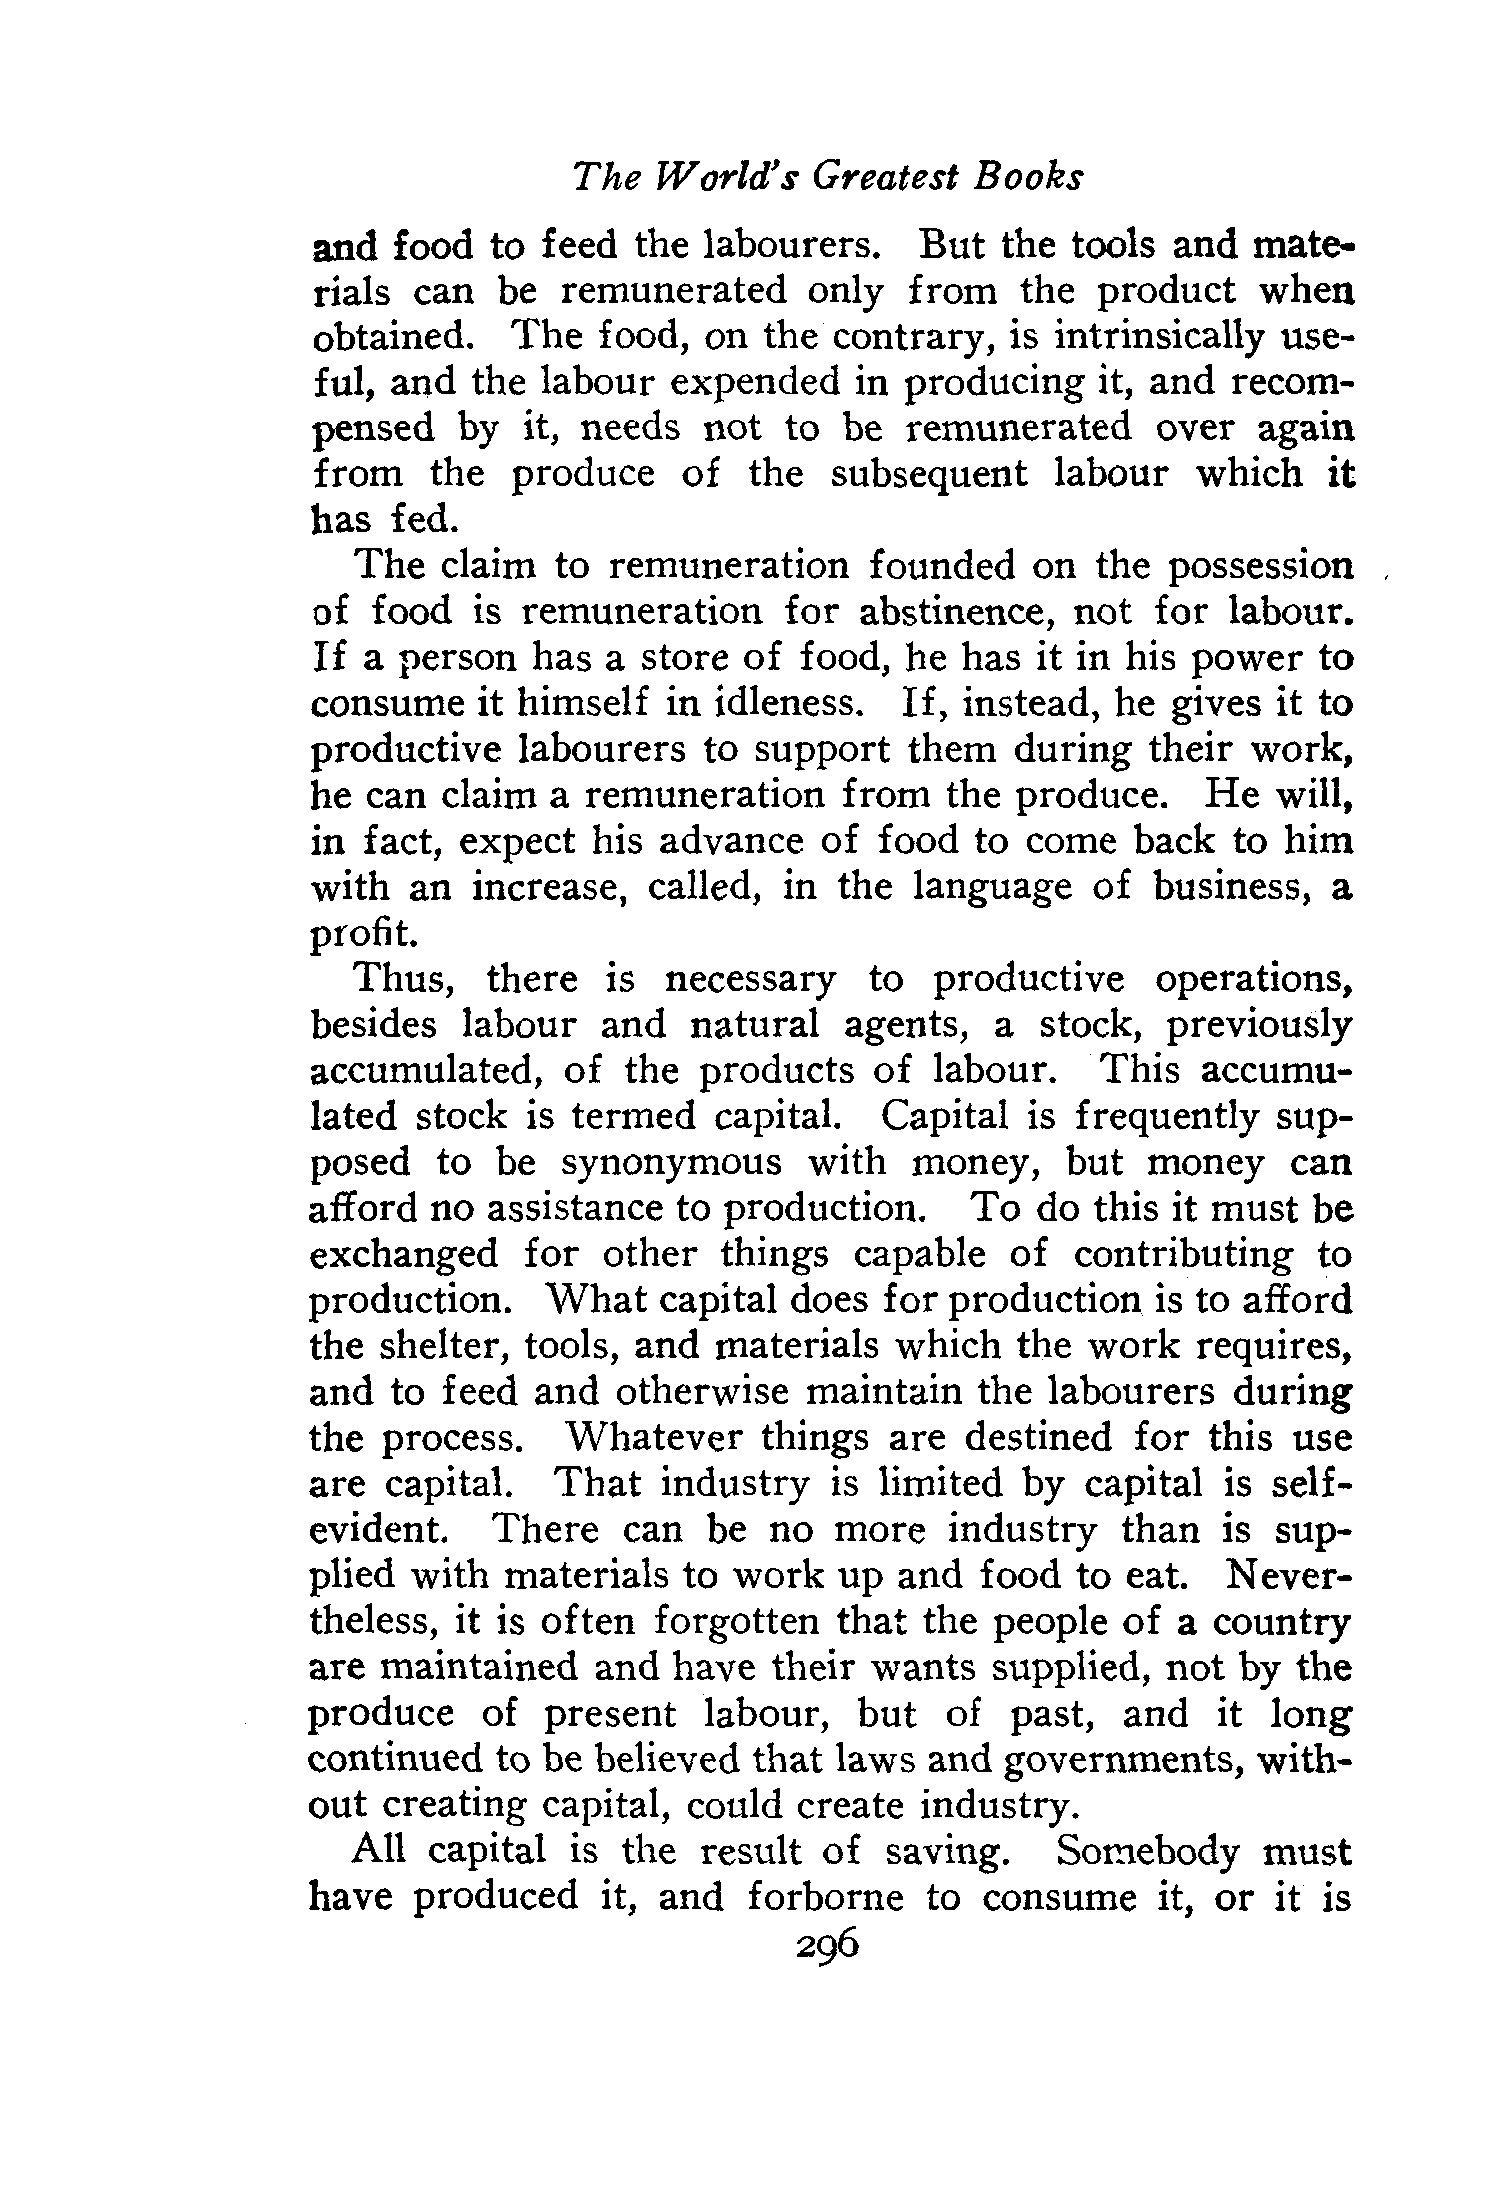 The World's Greatest Books
and food to feed the labourers. But the tools and mate-
rials can be remunerated only from the product when
obtained. The food, on the contrary, is intrinsically use-
ful, and the labour expended in producing it, and recom-
pensed by it, needs not to be remunerated over again
from the produce of the subsequent labour which it
has fed.
The claim to remuneration founded on the possession
of food is remuneration for abstinence, not for labour.
If a person has a store of food, he has it in his power to
consume it himself in idleness. If, instead, he gives it to
productive labourers to support them during their work,
he can claim a remuneration from the produce. He will,
in fact, expect his advance of food to come back to him
with an increase, called, in the language of business, a
profit.
Thus, there is necessary to productive operations,
besides labour and natural agents, a stock, previously
accumulated, of the products of labour. This accumu-
lated stock is termed capital. Capital is frequently sup-
posed to be synonymous with money, but money can
afford no assistance to production. To do this it must be
exchanged for other things capable of contributing to
production. What capital does for production is to afford
the shelter, tools, and materials which the work requires,
and to feed and otherwise maintain the labourers during
the process. Whatever things are destined for this use
are capital. That industry is limited by capital is self-
evident. There can be no more industry than is sup-
plied with materials to work up and food to eat. Never-
theless, it is often forgotten that the people of a country
are maintained and have their wants supplied, not by the
produce of present labour, but of past, and it long
continued to be believed that laws and governments, with-
out creating capital, could create industry.
All capital is the result of saving. Somebody must
have produced it, and forborne to consume it, or it is
296